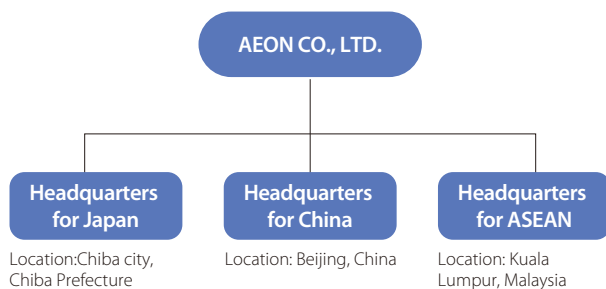 AEON CO., LTD.
Headquarters
for Japan
Location:Chiba city,
Chiba Prefecture
Headquarters
for China
Location: Beijing, China
Headquarters
for ASEAN
Location: Kuala
Lumpur, Malaysia